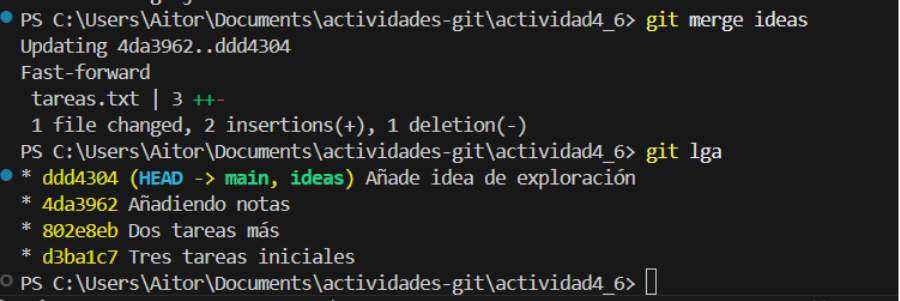 PS C:\Users\Aitor\Documents\actividades-git\actividad4_6> git merge ideas
Updating 4da3962..ddd4304
Fast-forward
 tareas.txt | 3 ++-
 1 file changed, 2 insertions(+), 1 deletion(-)
PS C:\Users\Aitor\Documents\actividades-git\actividad4_6> git lga
* ddd4304 (HEAD -> main, ideas) Añade idea de exploración
* 4da3962 Añadiendo notas
* 802e8eb Dos tareas más
* d3ba1c7 Tres tareas iniciales
PS C:\Users\Aitor\Documents\actividades-git\actividad4_6>